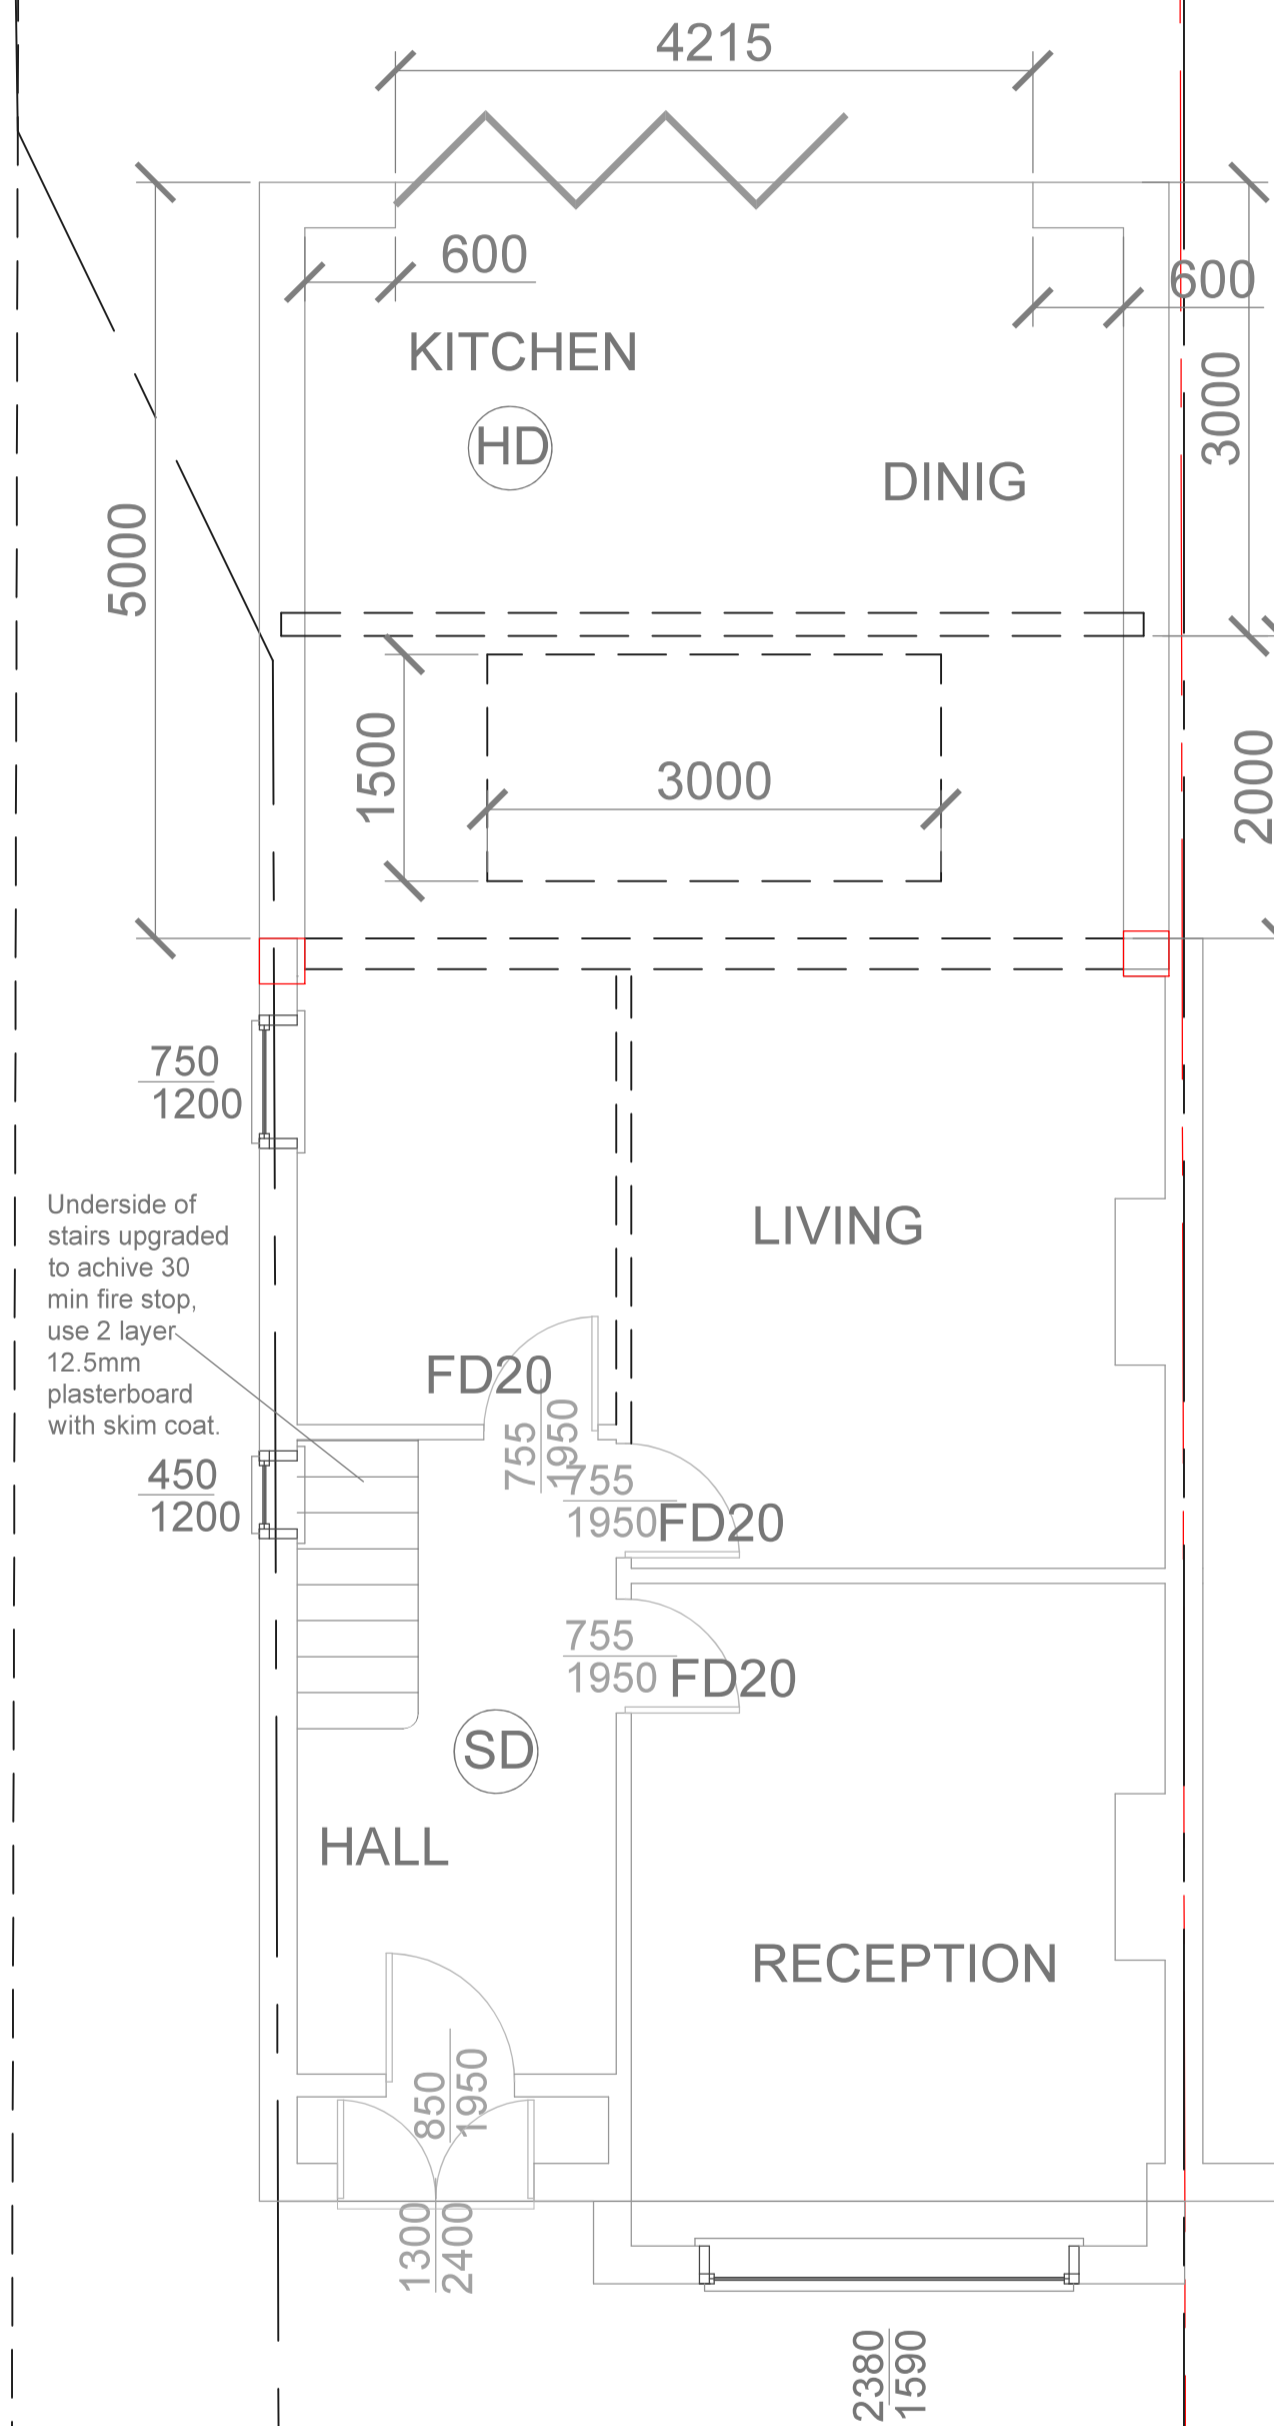 4215
600
600
KITCHEN
HD
3000
DINIG
5000
1500
3000
2000
750
1200
Underside of
stairs upgraded
to achive 30
min fire stop,
use 2 layer
12.5mm
plasterboard
with skim coat.
LIVING
FD20
755
1950
450
1200
755
1950
FD20
755
1950
FD20
SD
HALL
RECEPTION
850
1950
1300
2400
2380
1590